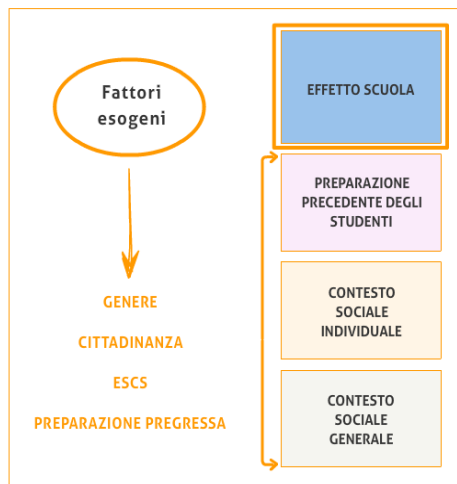 Fattori
esogeni
GENERE
CITTADINANZA
ESCS
PREPARAZIONE PREGRESSA
EFFETTO SCUOLA
PREPARAZIONE
PRECEDENTE DEGLI
STUDENTI
CONTESTO
SOCIALE
INDIVIDUALE
CONTESTO
SOCIALE
GENERALE